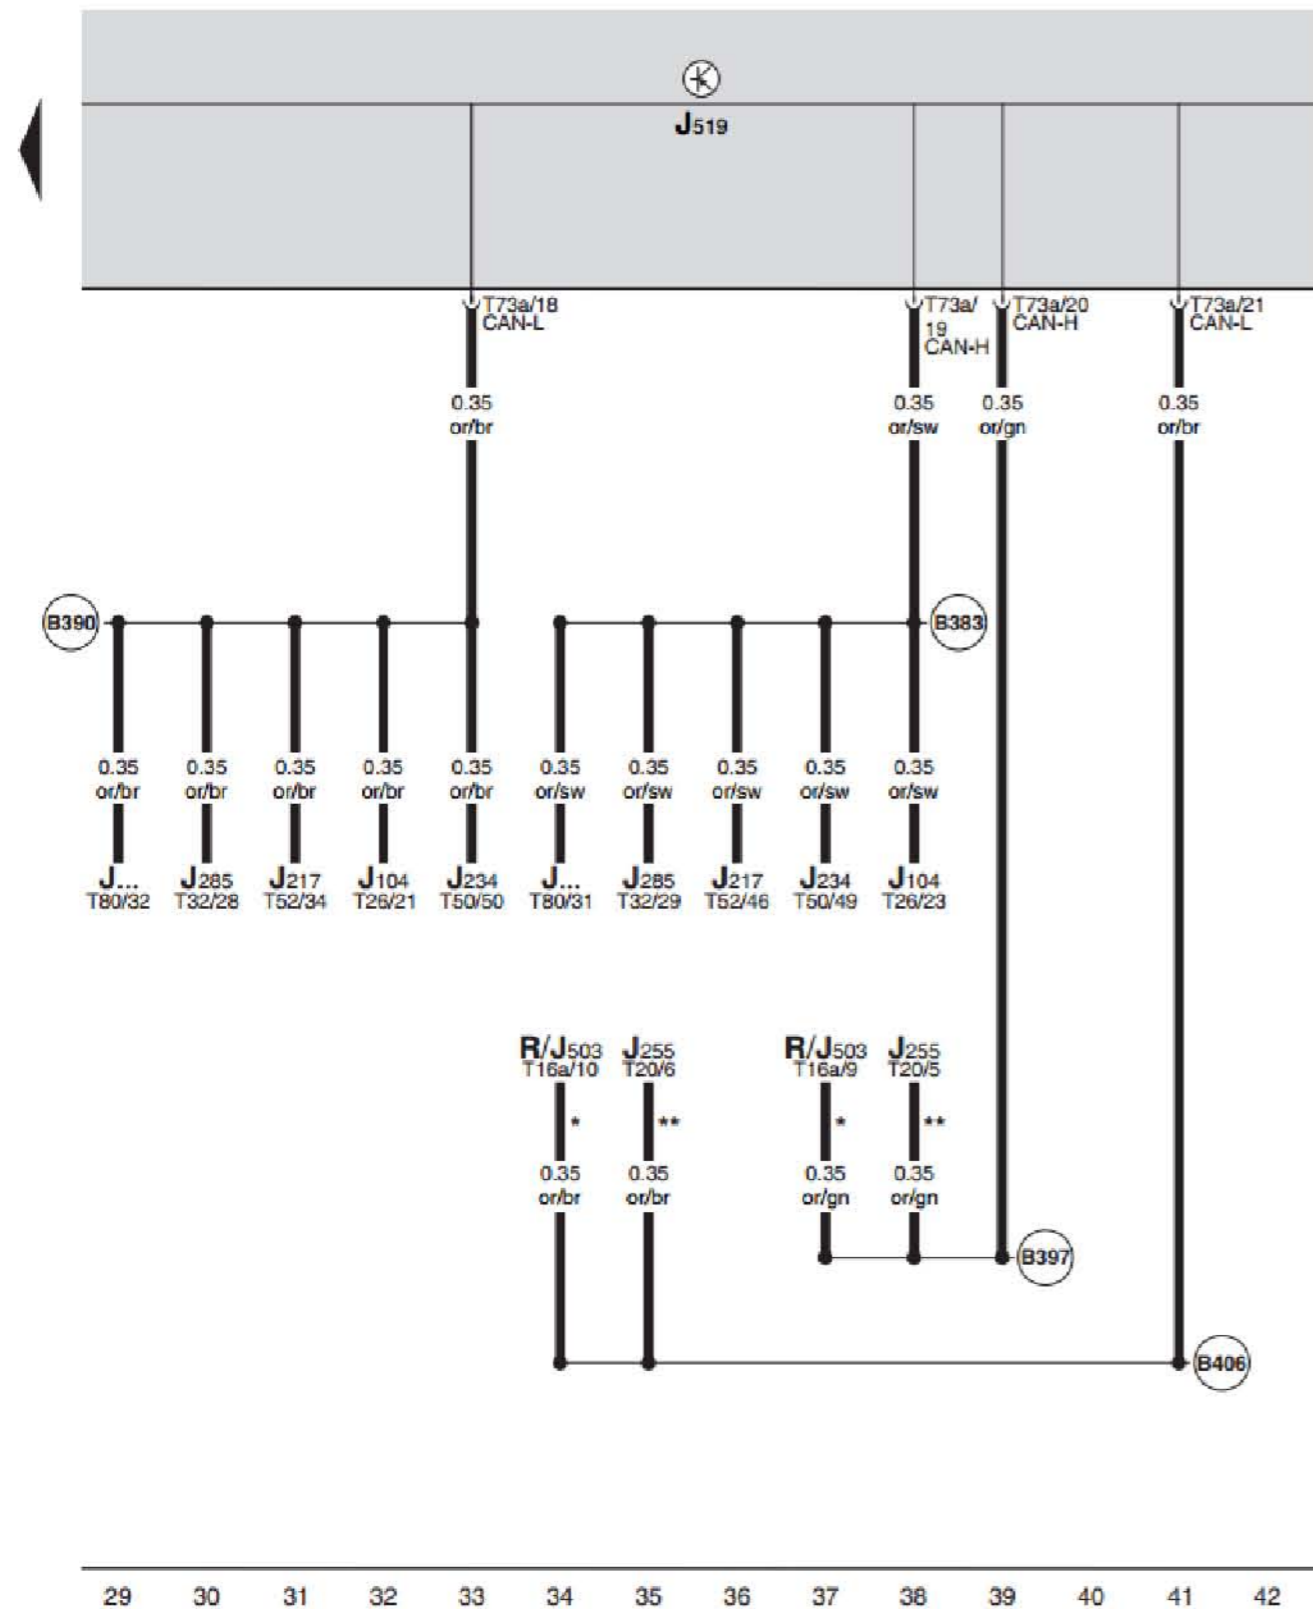 J519
T73a/18 T73a/ T73a/20 T73a/21
CAN-L 19 CAN-H CAN-L
CAN-H
0.35 0.35 0.35 0.35
or/br or/sw or/gn or/br
B390 B383
0.35 0.35 0.35 0.35 0.35 0.35 0.35 0.35 0.35 0.35
or/br or/br or/br or/br or/br or/sw or/sw or/sw or/sw or/sw
J... J285 J217 J104 J234 J... J285 J217 J234 J104
T80/32 T32/28 T52/34 T26/21 T50/50 T80/31 T32/29 T52/46 T50/49 T26/23
R/J503 J255 R/J503 J255
T16a/10 T20/6 T16a/9 T20/5
* ** * **
0.35 0.35 0.35 0.35
or/br or/br or/gn or/gn
B397
B406
29 30 31 32 33 34 35 36 37 38 39 40 41 42